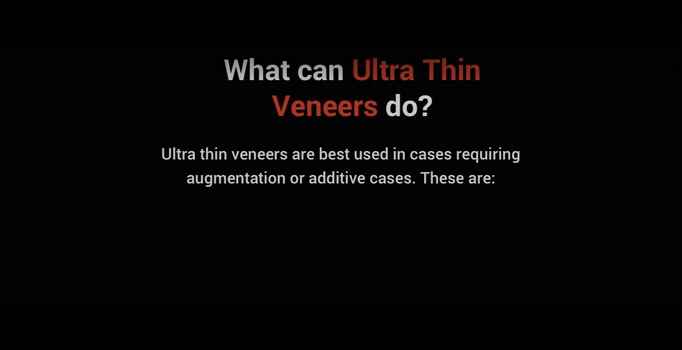 What can Ultra Thin
Veneers do?
Ultra thin veneers are best used in cases requiring
augmentation or additive cases. These are: